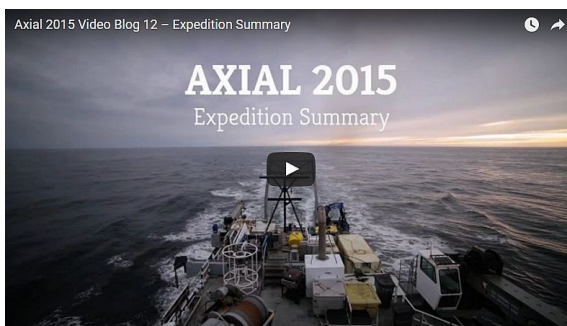 Axial 2015 Video Blog 12 – Expedition Summary
AXIAL 2015
Expedition Summary